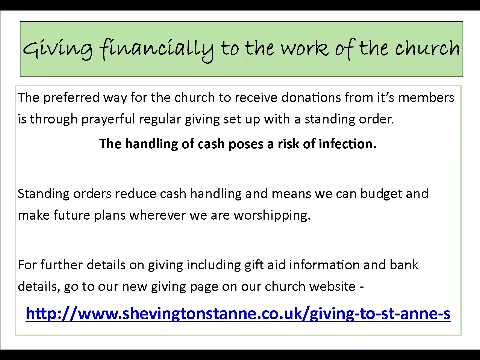 Giving financially to the work of the church
The preferred way for the church to receive donations from it's members
is through prayerful regular giving set up with a standing order.
The handling of cash poses a risk of infection.
Standing orders reduce cash handling and means we can budget and
make future plans wherever we are worshipping.
For further details on giving including gift aid information and bank
details, go to our new giving page on our church website -
http://www.shevingtonstanne.co.uk/giving-to-st-anne-s